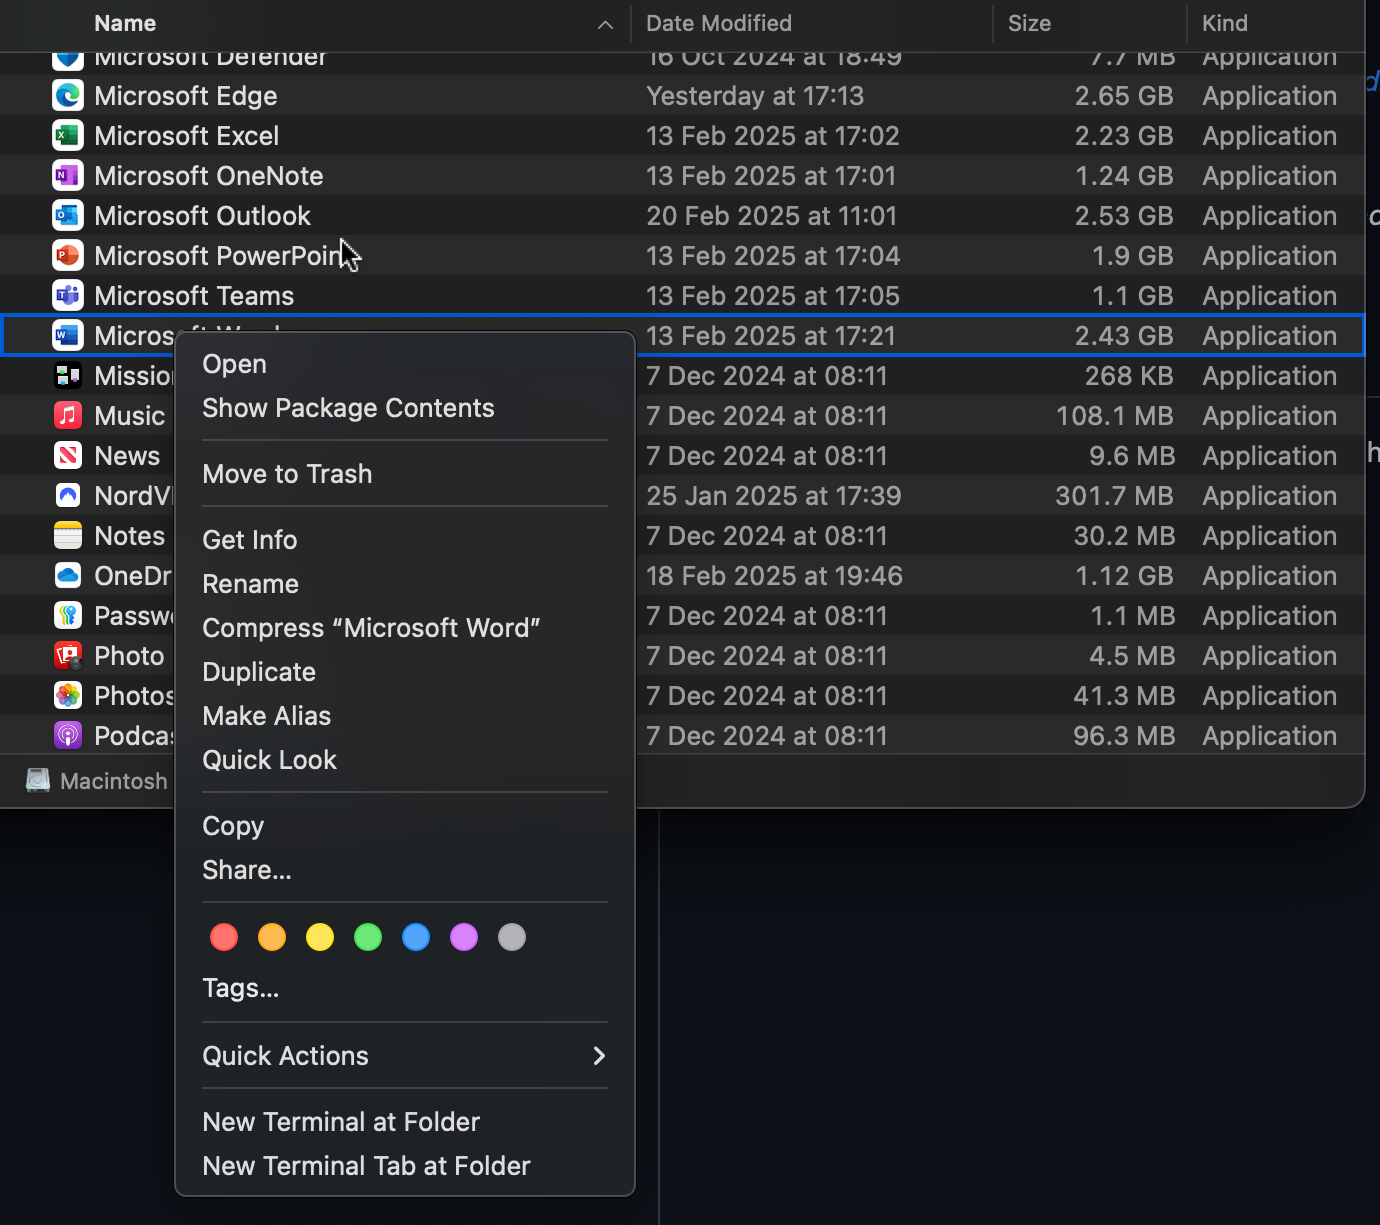 Name Date Modified Size Kind
Microsoft Defender 16 Oct 2024 at 18:49 7.7 MB Application
Microsoft Edge Yesterday at 17:13 2.65 GB Application
Microsoft Excel 13 Feb 2025 at 17:02 2.23 GB Application
Microsoft OneNote 13 Feb 2025 at 17:01 1.24 GB Application
Microsoft Outlook 20 Feb 2025 at 11:01 2.53 GB Application
Microsoft PowerPoin 13 Feb 2025 at 17:04 1.9 GB Application
Microsoft Teams 13 Feb 2025 at 17:05 1.1 GB Application
Microsoft Word 13 Feb 2025 at 17:21 2.43 GB Application
Missio 7 Dec 2024 at 08:11 268 KB Application
Music 7 Dec 2024 at 08:11 108.1 MB Application
News 7 Dec 2024 at 08:11 9.6 MB Application
NordV 25 Jan 2025 at 17:39 301.7 MB Application
Notes 7 Dec 2024 at 08:11 30.2 MB Application
OneDr 18 Feb 2025 at 19:46 1.12 GB Application
Passw 7 Dec 2024 at 08:11 1.1 MB Application
Photo 7 Dec 2024 at 08:11 4.5 MB Application
Photos 7 Dec 2024 at 08:11 41.3 MB Application
Podcas 7 Dec 2024 at 08:11 96.3 MB Application
Macintosh
Open
Show Package Contents
Move to Trash
Get Info
Rename
Compress “Microsoft Word”
Duplicate
Make Alias
Quick Look
Copy
Share...
Tags...
Quick Actions
New Terminal at Folder
New Terminal Tab at Folder